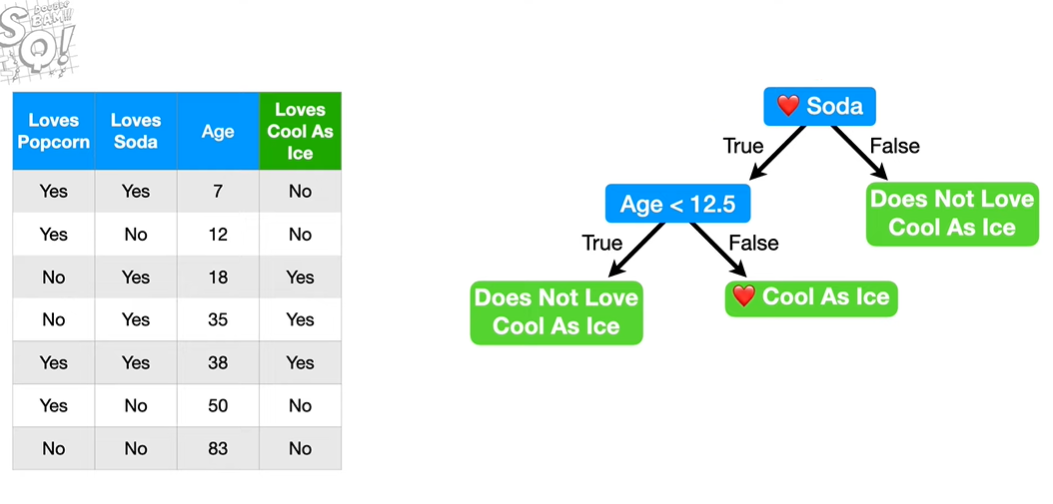 DOUBLE
BAM!!!
SQ!
Loves Popcorn Loves Soda Age Loves Cool As Ice
Yes Yes 7 No
Yes No 12 No
No Yes 18 Yes
No Yes 35 Yes
Yes Yes 38 Yes
Yes No 50 No
No No 83 No
❤️ Soda
True False
Age < 12.5
Does Not Love
Cool As Ice
True False
Does Not Love
Cool As Ice
❤️ Cool As Ice